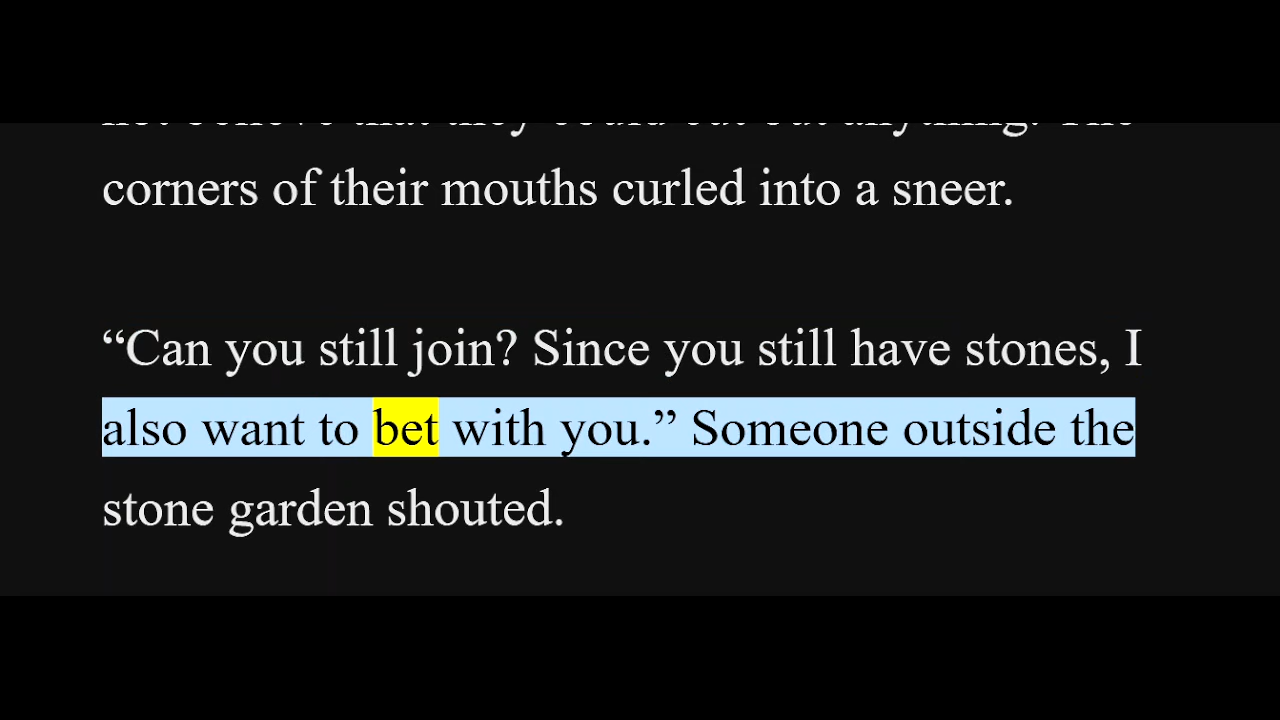 corners of their mouths curled into a sneer.
“Can you still join? Since you still have stones, I
also want to bet with you.” Someone outside the
stone garden shouted.